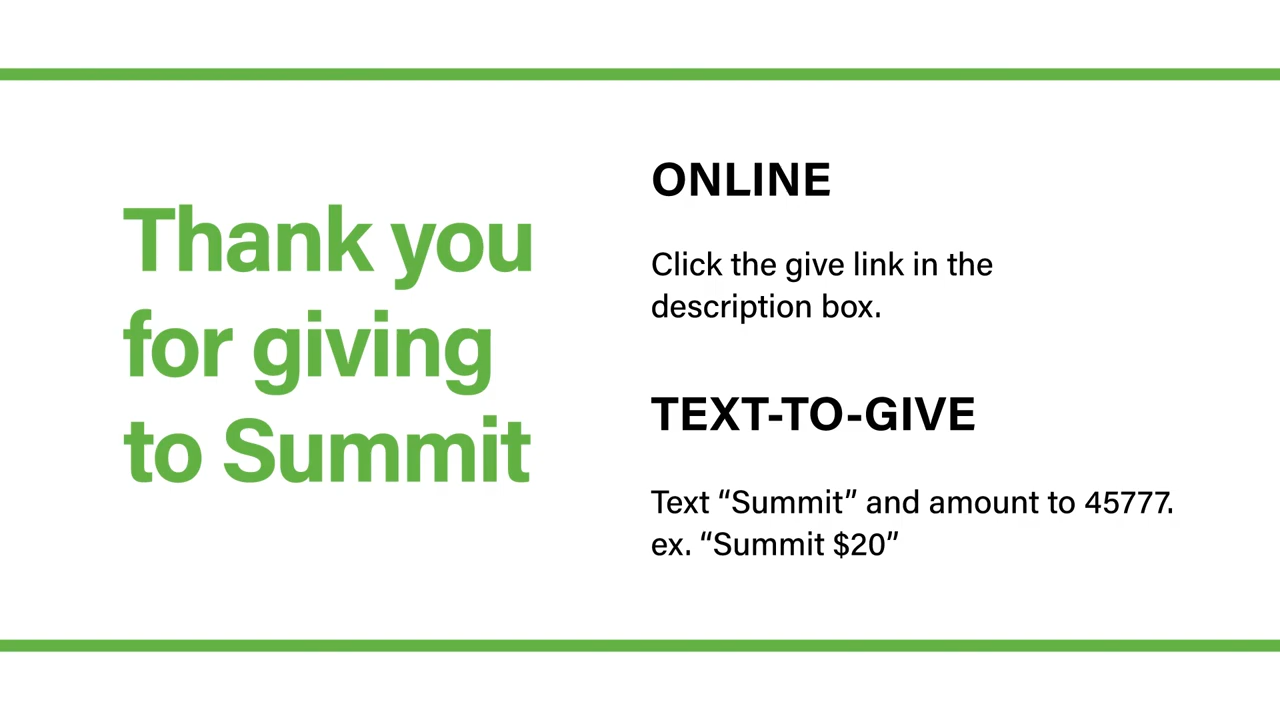 Thank you
for giving
to Summit
ONLINE
Click the give link in the
description box.
TEXT-TO-GIVE
Text “Summit” and amount to 45777.
ex. “Summit $20”